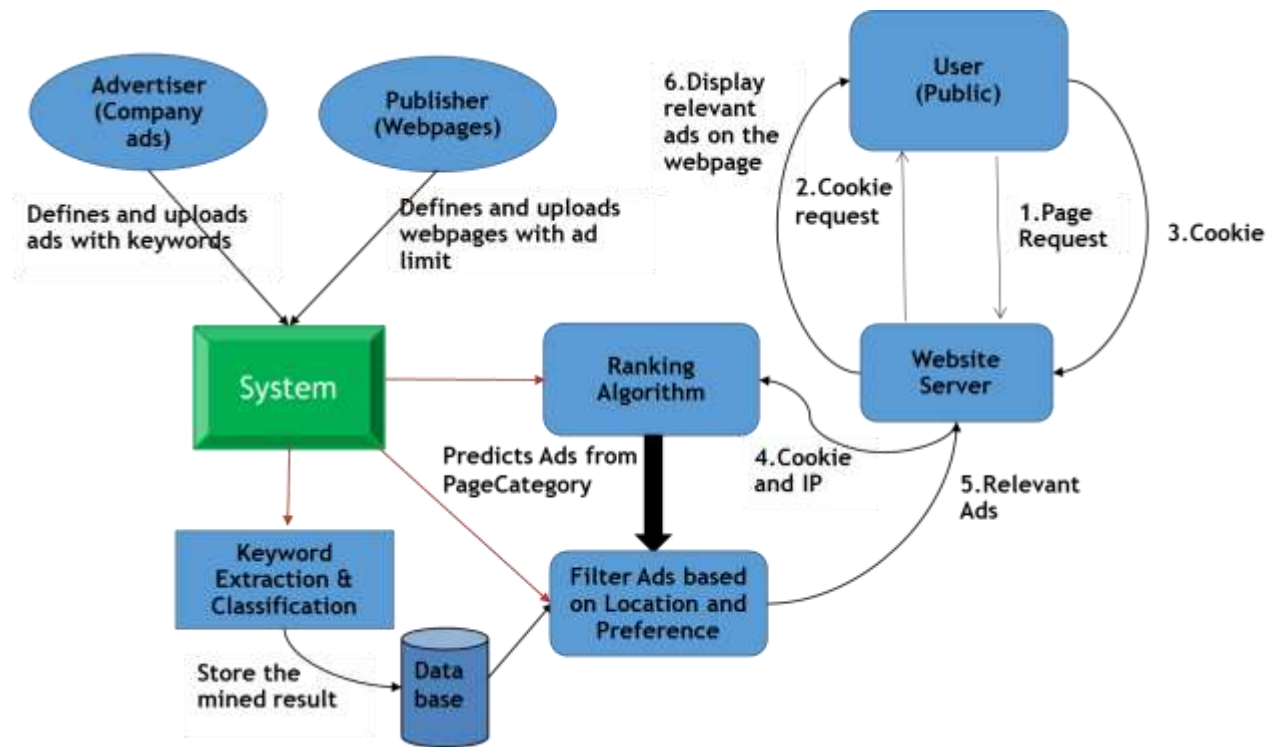 Advertiser
(Company
ads)
Publisher
(Webpages)
6.Display
relevant
ads on the
webpage
User
(Public)
2.Cookie
request
1.Page
Request
3.Cookie
Defines and uploads
ads with keywords
Defines and uploads
webpages with ad
limit
System
Ranking
Algorithm
Website
Server
Predicts Ads from
PageCategory
4.Cookie
and IP
5.Relevant
Ads
Keyword
Extraction &
Classification
Filter Ads based
on Location and
Preference
Store the
mined result
Data
base